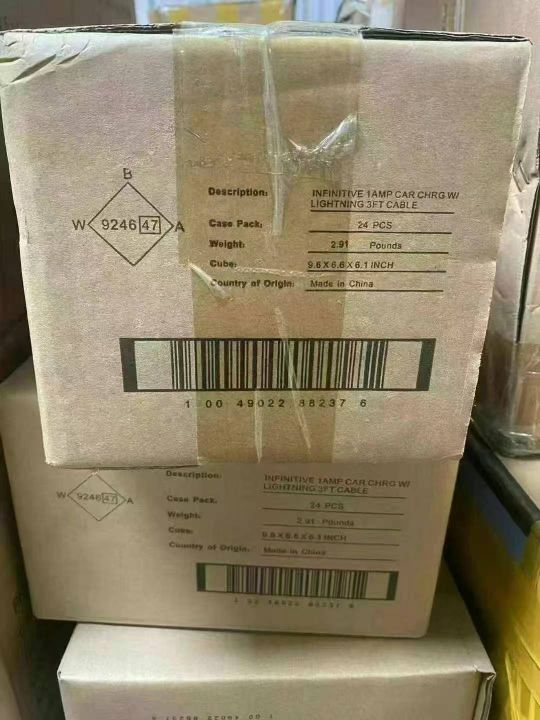 B
W 9246 47 A
Description: INFINITIVE 1AMP CAR CHRG W/
LIGHTNING 3FT CABLE
Case Pack: 24 PCS
Weight: 2.91 Pounds
Cube: 9.6 X 6.6 X 6.1 INCH
Country of Origin: Made in China
1 00 49022 88237 6
W 9246 47 A
Description: INFINITIVE 1AMP CAR CHRG W/
LIGHTNING 3FT CABLE
Case Pack: 24 PCS
Weight: 2.91 Pounds
Cube: 9.6 X 6.6 X 6.1 INCH
Country of Origin: Made in China